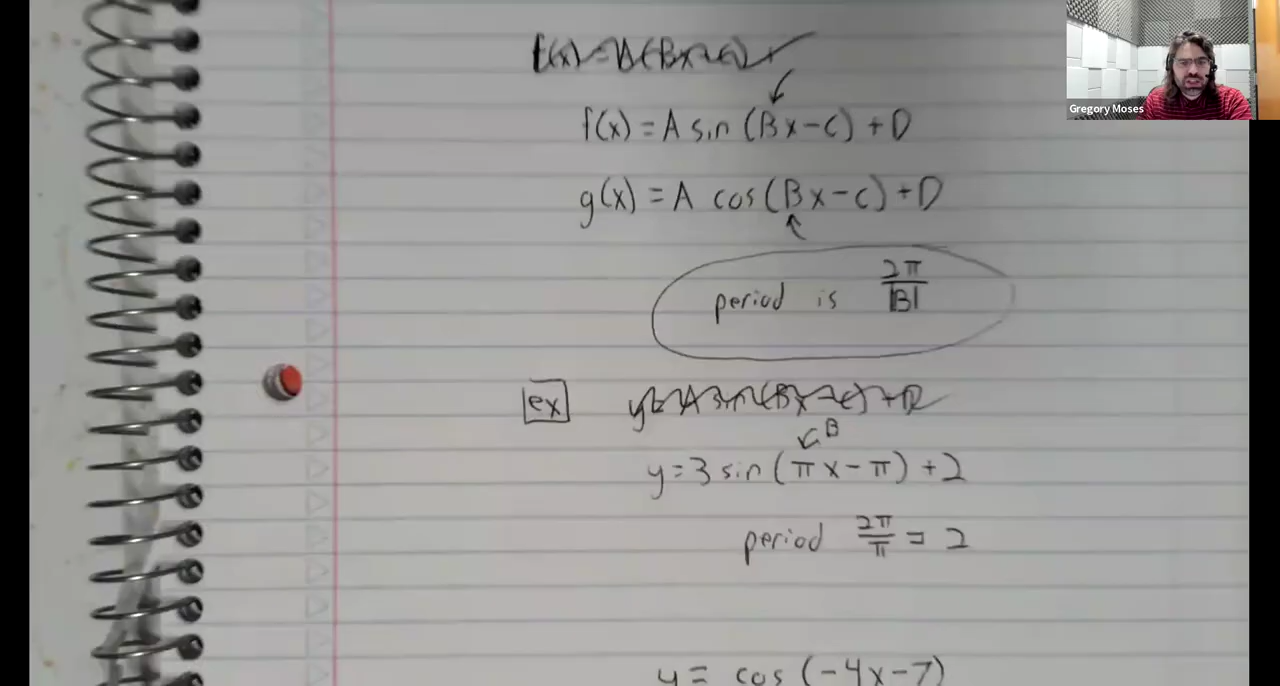 Gregory Moses
f(x) = A sin (Bx-c) + D
g(x) = A cos (Bx-c) + D
period is 2π/|B|
ex
B
y = 3 sin (πx - π) + 2
period 2π/π = 2
y = cos (-4x-7)